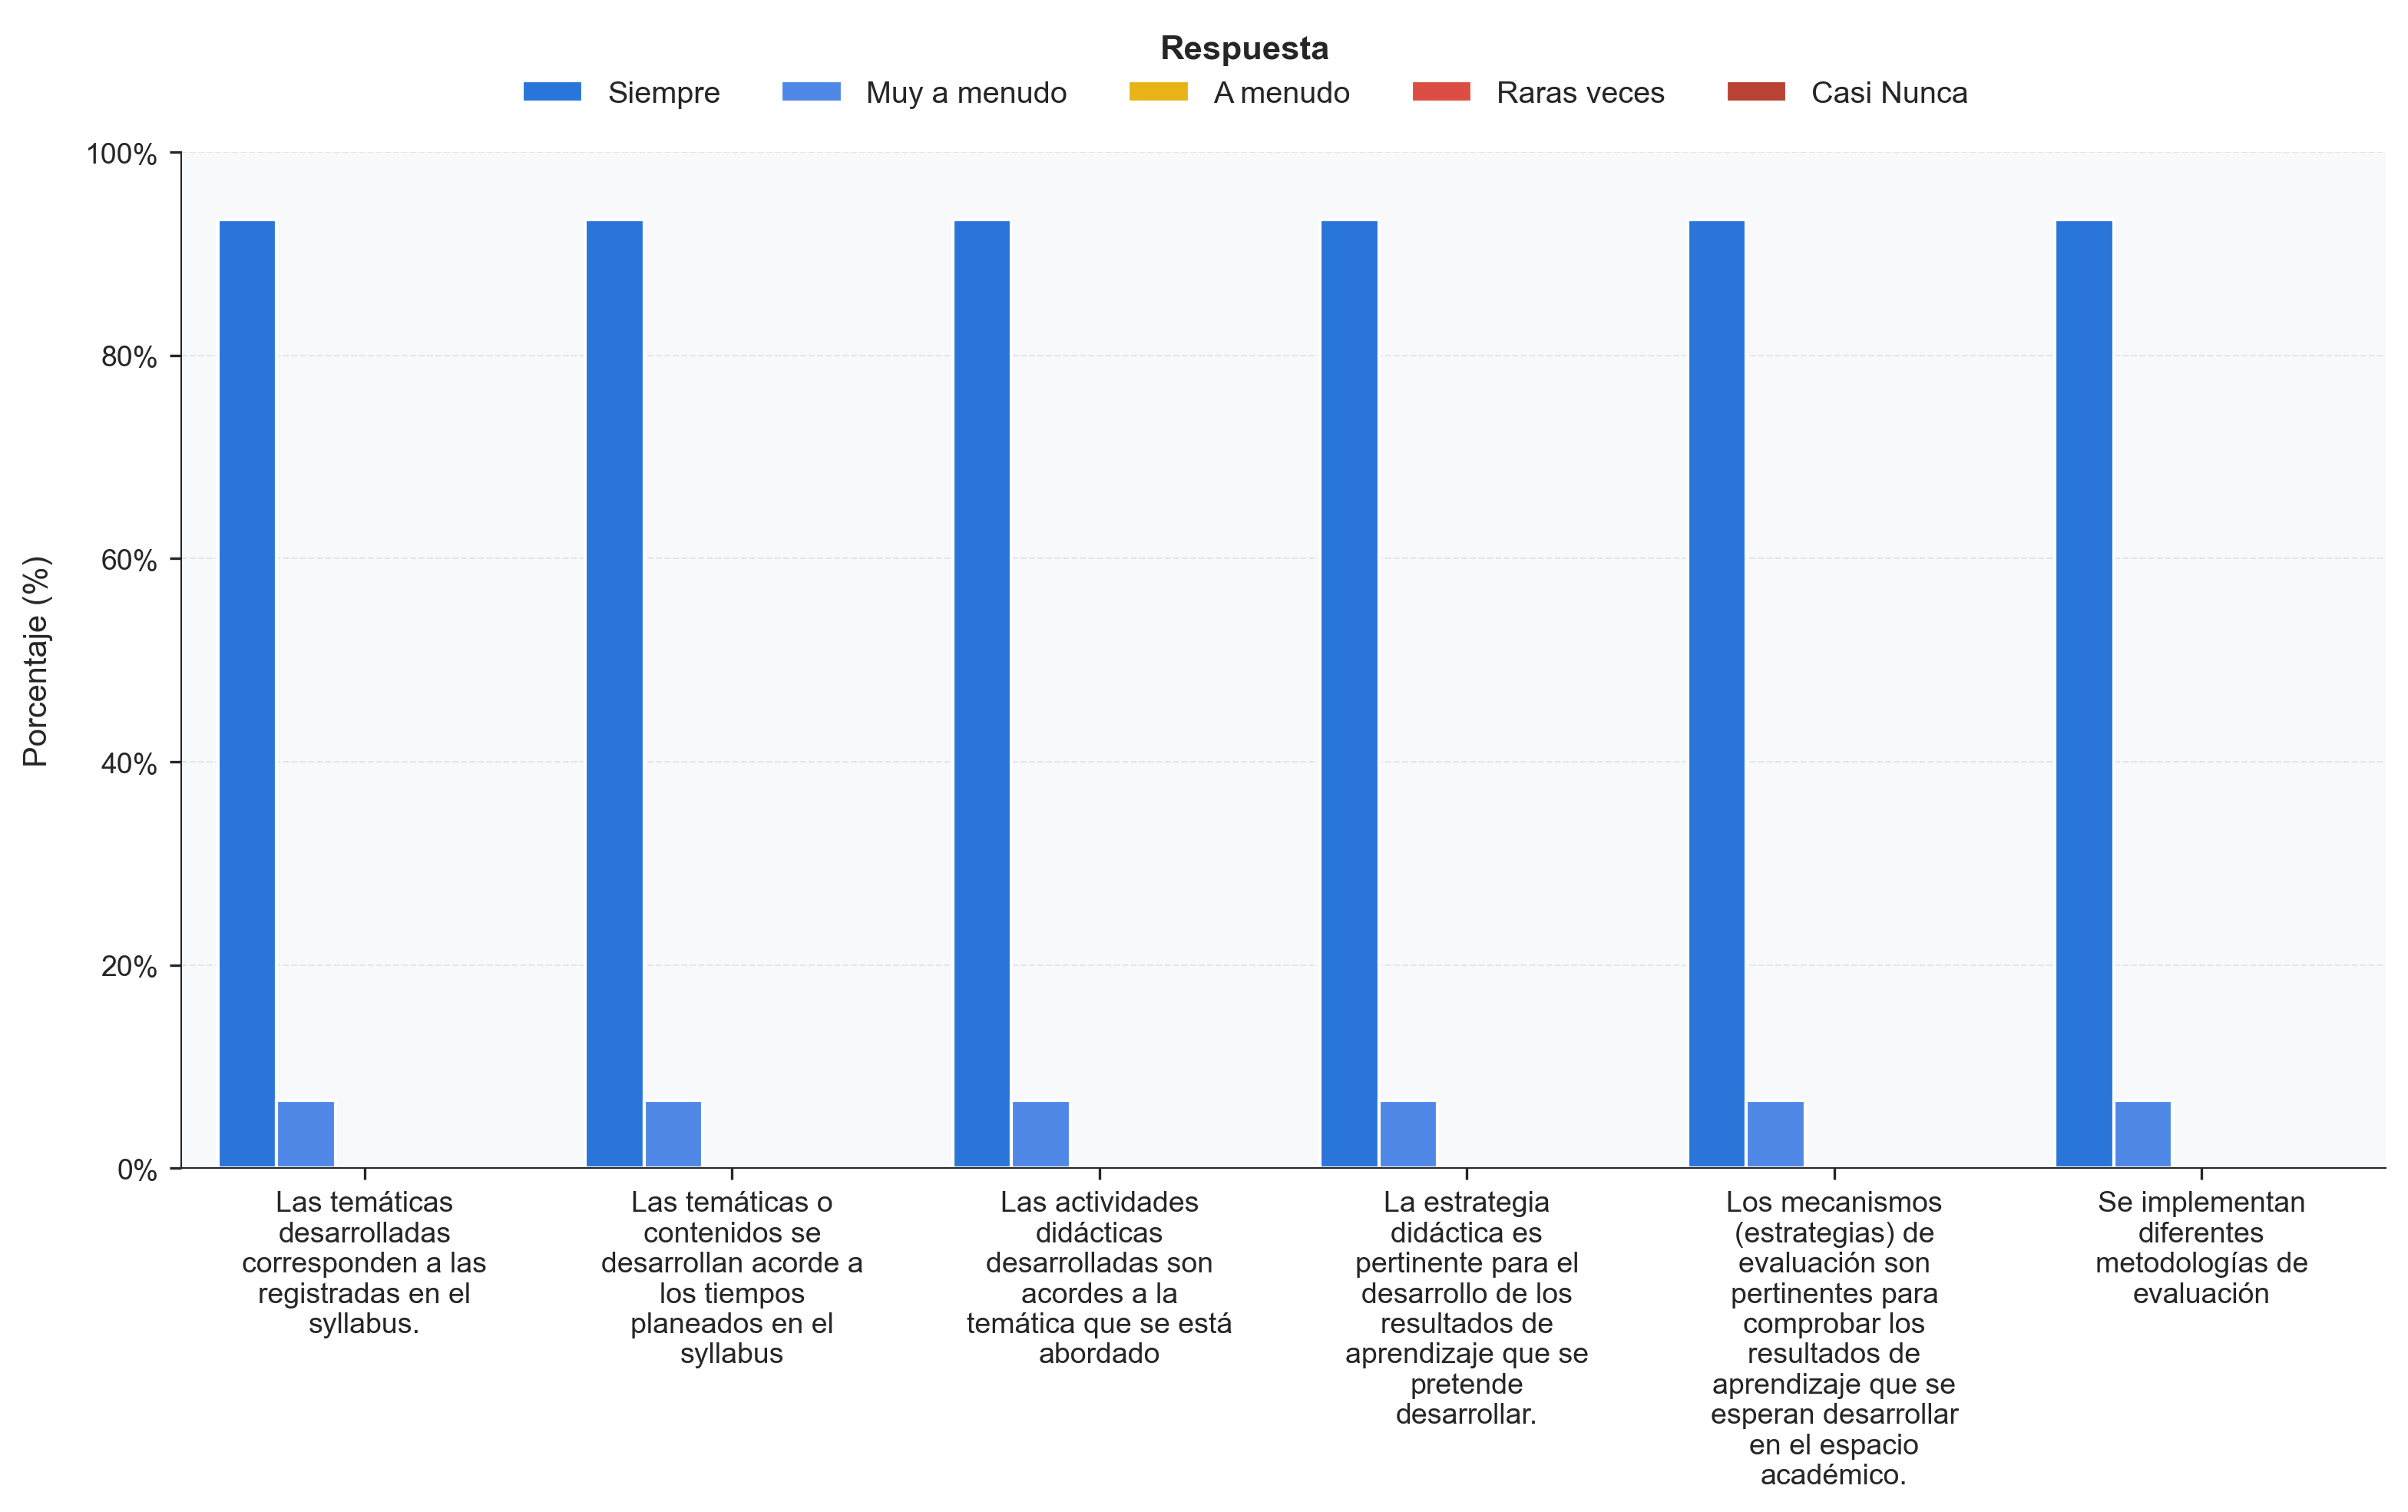 Respuesta
Siempre
Muy a menudo
A menudo
Raras veces
Casi Nunca
100%
80%
60%
40%
20%
0%
Porcentaje (%)
Las temáticas
desarrolladas
corresponden a las
registradas en el
syllabus.
Las temáticas o
contenidos se
desarrollan acorde a
los tiempos
planeados en el
syllabus
Las actividades
didácticas
desarrolladas son
acordes a la
temática que se está
abordado
La estrategia
didáctica es
pertinente para el
desarrollo de los
resultados de
aprendizaje que se
pretende
desarrollar.
Los mecanismos
(estrategias) de
evaluación son
pertinentes para
comprobar los
resultados de
aprendizaje que se
esperan desarrollar
en el espacio
académico.
Se implementan
diferentes
metodologías de
evaluación